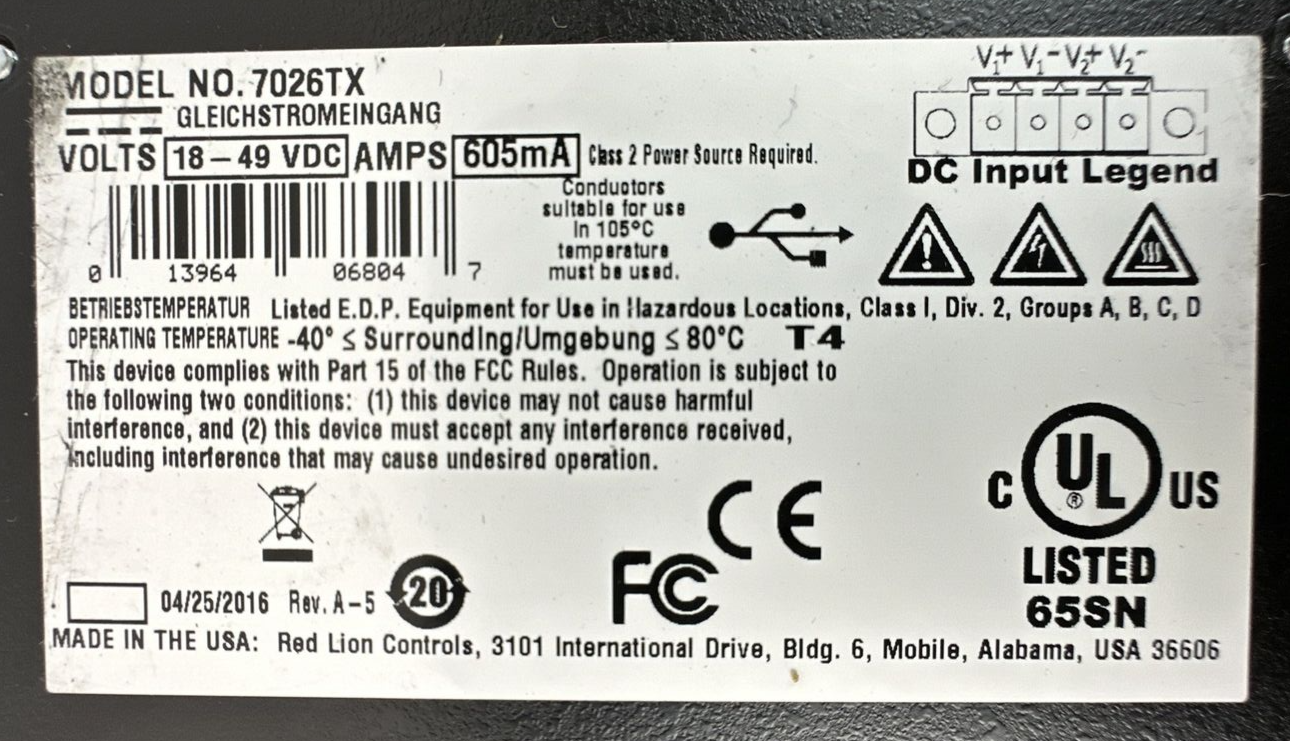 MODEL NO. 7026TX
GLEICHSTROMEINGANG
VOLTS 18-49 VDC AMPS 605mA Class 2 Power Source Required.
V1+ V1- V2+ V2-
DC Input Legend
0 13964 06804 7
Conductors
suitable for use
in 105°C
temperature
must be used.
BETRIEBSTEMPERATUR Listed E.D.P. Equipment for Use in Hazardous Locations, Class I, Div. 2, Groups A, B, C, D
OPERATING TEMPERATURE -40° ≤ Surrounding/Umgebung ≤ 80°C T4
This device complies with Part 15 of the FCC Rules. Operation is subject to
the following two conditions: (1) this device may not cause harmful
interference, and (2) this device must accept any interference received,
including interference that may cause undesired operation.
C UL ® US
LISTED
65SN
CE
FC
04/25/2016 Rev. A-5 20
MADE IN THE USA: Red Lion Controls, 3101 International Drive, Bldg. 6, Mobile, Alabama, USA 36606